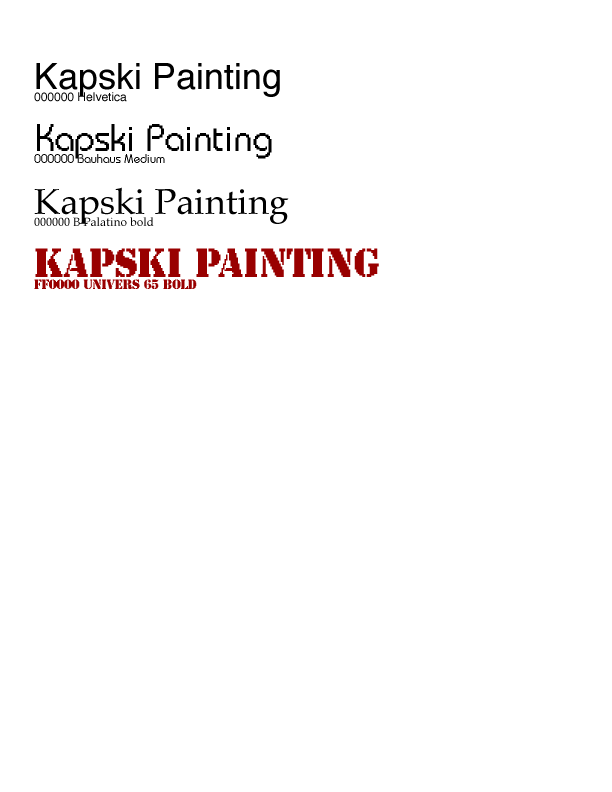 Kapski Painting
000000 Helvetica
Kapski Painting
000000 Bauhaus Medium
Kapski Painting
000000 B Palatino bold
KAPSKI PAINTING
FF0000 UNIVERS 65 BOLD